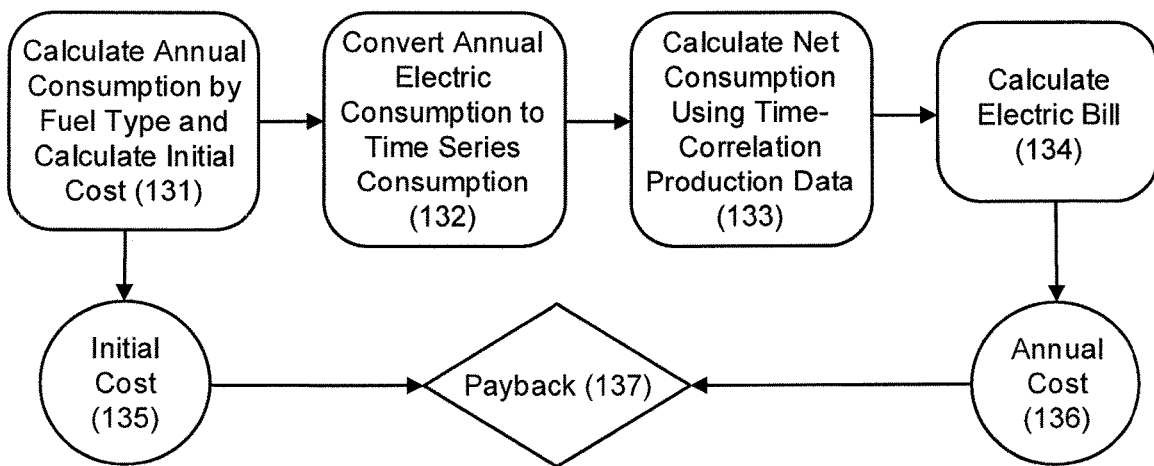 Calculate Annual
Consumption by
Fuel Type and
Calculate Initial
Cost (131)
Convert Annual
Electric
Consumption to
Time Series
Consumption
(132)
Calculate Net
Consumption
Using Time-
Correlation
Production Data
(133)
Calculate
Electric Bill
(134)
Initial
Cost
(135)
Payback (137)
Annual
Cost
(136)